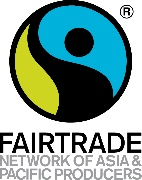 ®
FAIRTRADE
NETWORK OF ASIA &
PACIFIC PRODUCERS